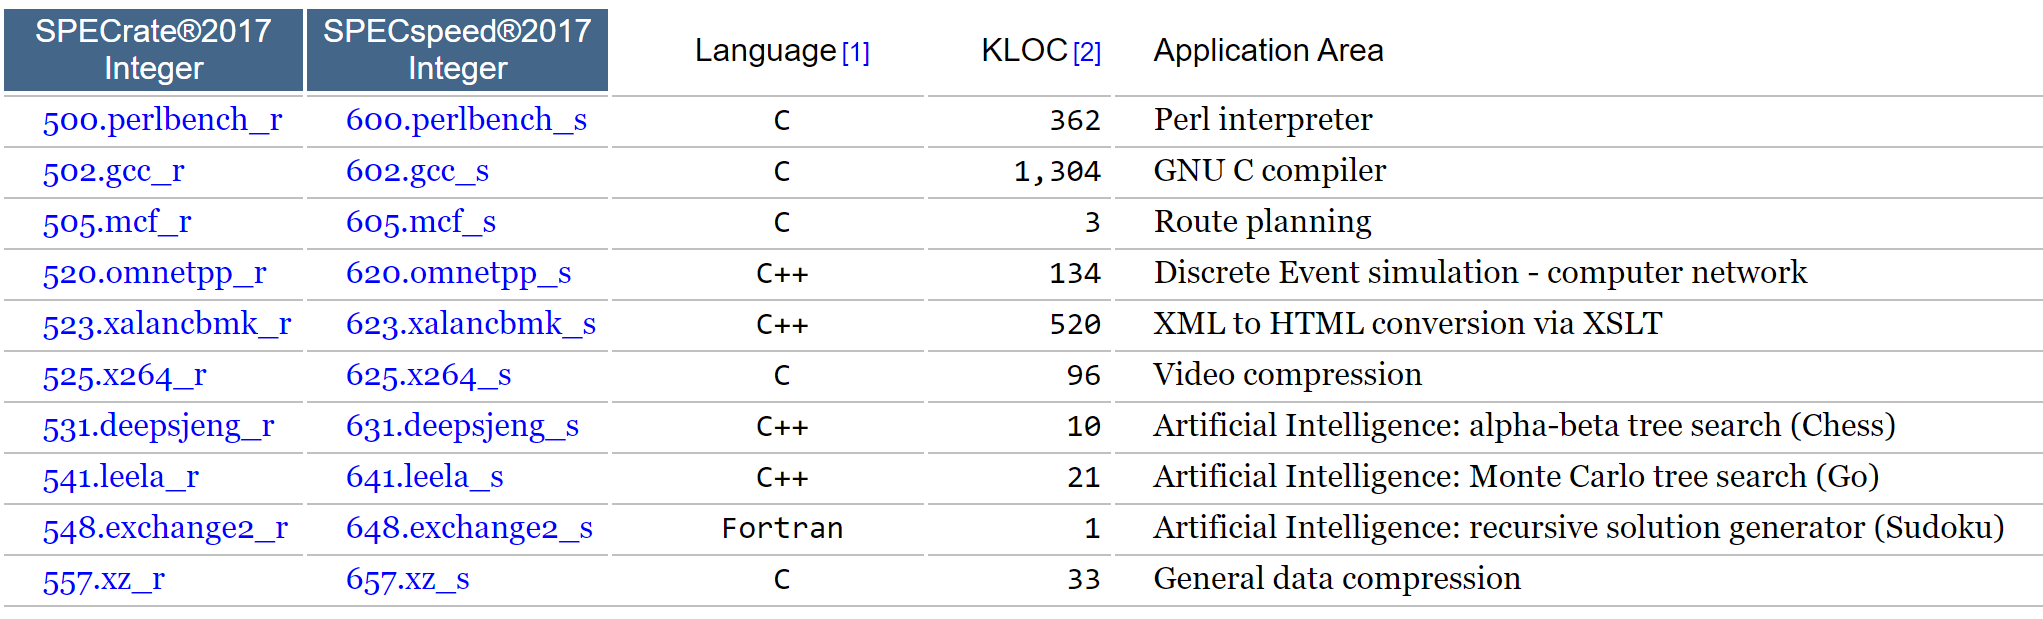 SPECrate®2017 Integer SPECspeed®2017 Integer Language[1] KLOC[2] Application Area
500.perlbench_r 600.perlbench_s C 362 Perl interpreter
502.gcc_r 602.gcc_s C 1,304 GNU C compiler
505.mcf_r 605.mcf_s C 3 Route planning
520.omnetpp_r 620.omnetpp_s C++ 134 Discrete Event simulation - computer network
523.xalancbmk_r 623.xalancbmk_s C++ 520 XML to HTML conversion via XSLT
525.x264_r 625.x264_s C 96 Video compression
531.deepsjeng_r 631.deepsjeng_s C++ 10 Artificial Intelligence: alpha-beta tree search (Chess)
541.leela_r 641.leela_s C++ 21 Artificial Intelligence: Monte Carlo tree search (Go)
548.exchange2_r 648.exchange2_s Fortran 1 Artificial Intelligence: recursive solution generator (Sudoku)
557.xz_r 657.xz_s C 33 General data compression